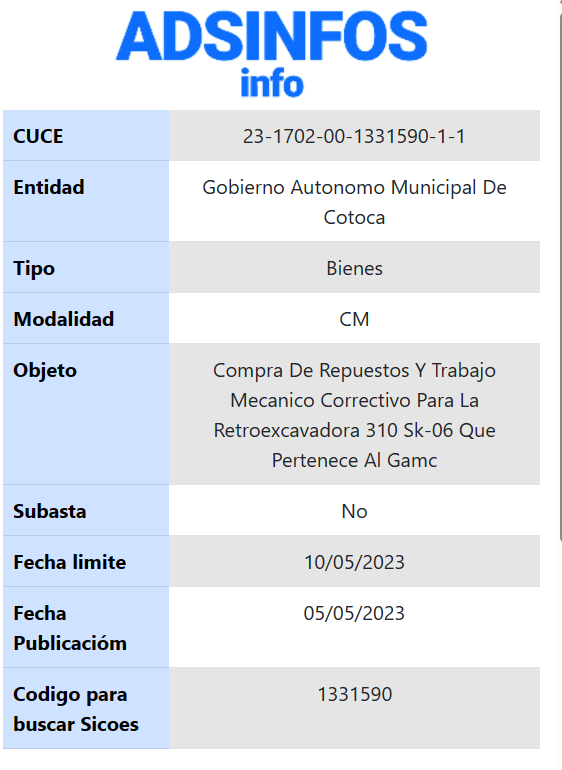 ADSINFOS
info
CUCE 23-1702-00-1331590-1-1
Entidad Gobierno Autonomo Municipal De
Cotoca
Tipo Bienes
Modalidad CM
Objeto Compra De Repuestos Y Trabajo
Mecanico Correctivo Para La
Retroexcavadora 310 Sk-06 Que
Pertenece Al Gamc
Subasta No
Fecha limite 10/05/2023
Fecha 05/05/2023
Publicacióm
Codigo para 1331590
buscar Sicoes